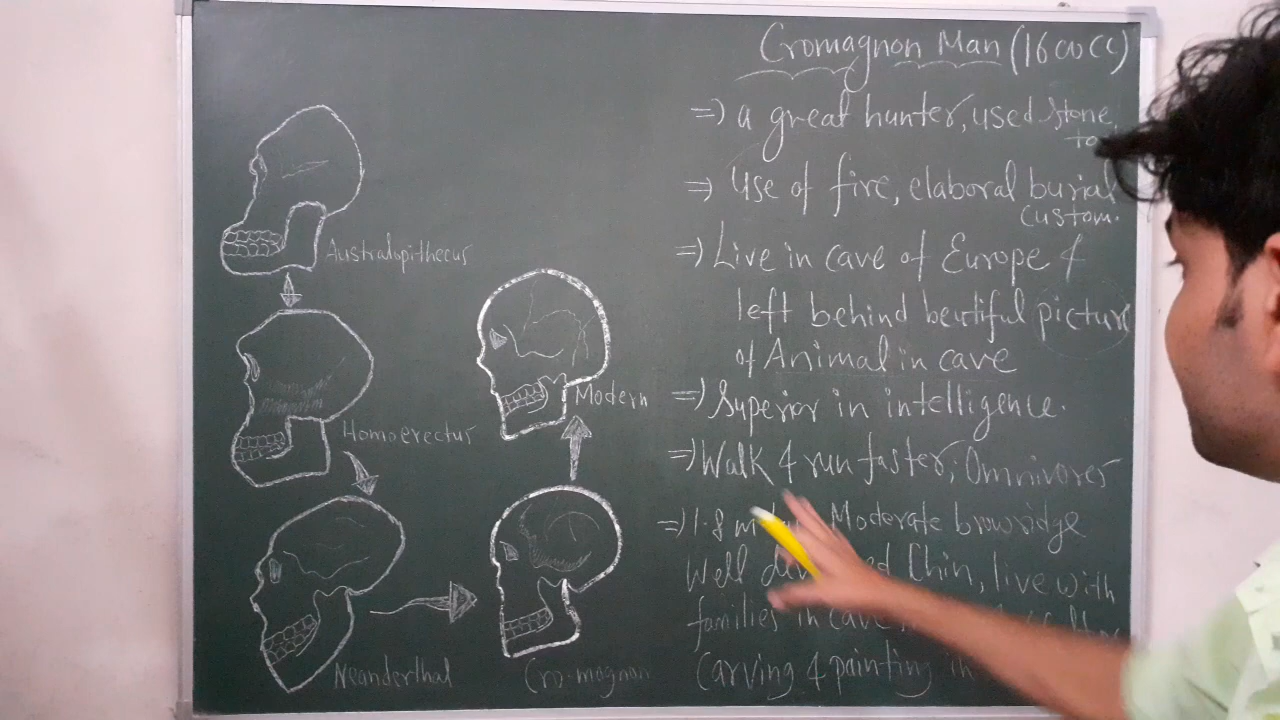 Cromagnon Man (1600CC)
=) a great hunter, used stone
=) Use of fire, elaboral burial
custom.
=) Live in cave of Europe &
left behind beutiful picture
of Animal in cave
=) Superior in intelligence.
=) Walk & run faster, Omnivores
=) 1.8 m Moderate browridge
Well Chin, live with
families in cave
Carving & painting in
Australopithecus
Homoerectus
Neanderthal
Cro-magnon
Modern